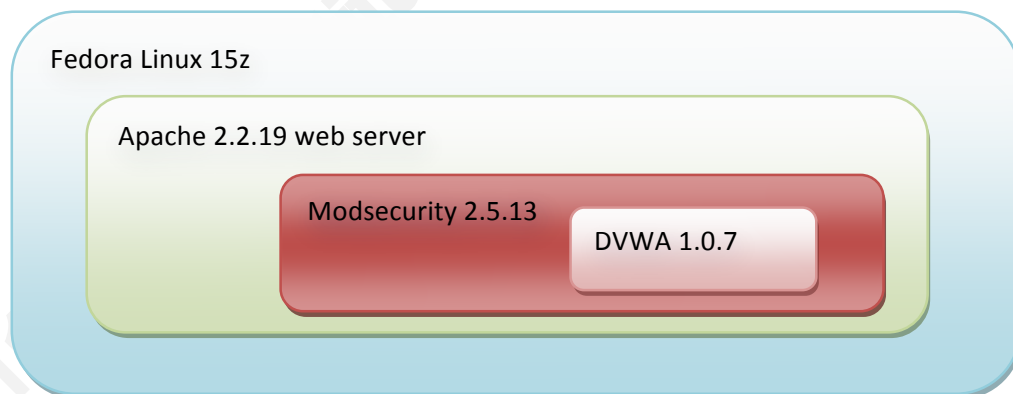 Fedora Linux 15z
Apache 2.2.19 web server
Modsecurity 2.5.13
DVWA 1.0.7